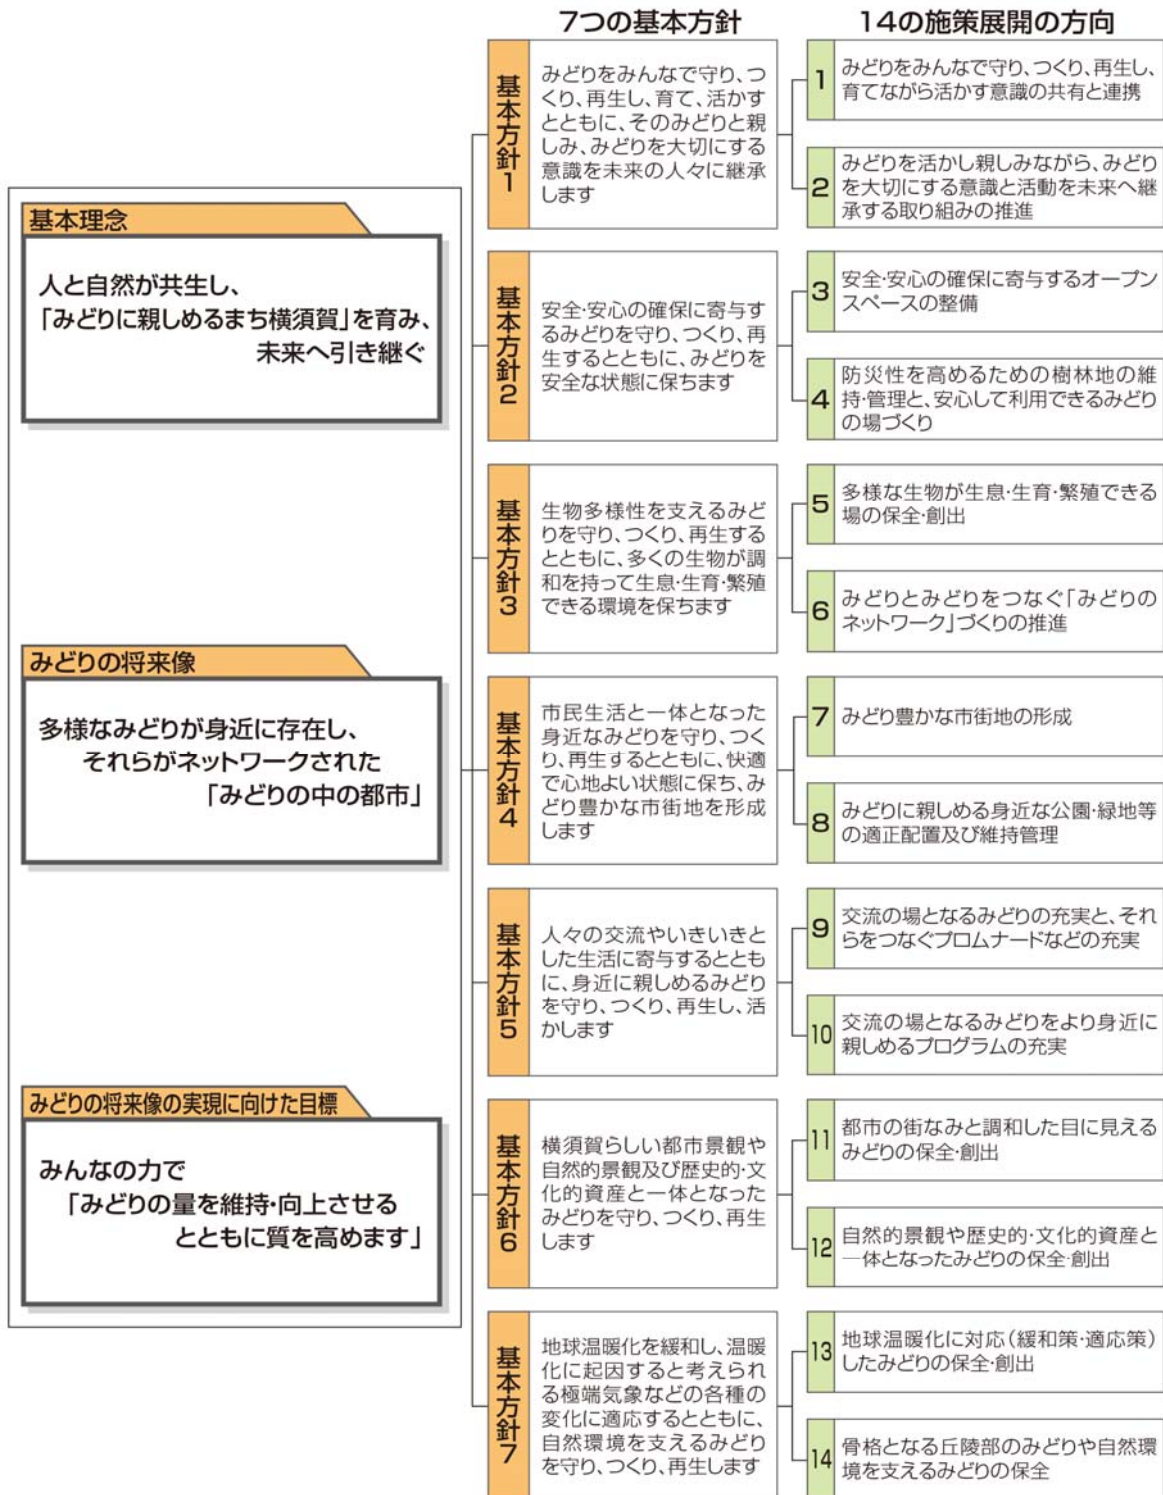 7つの基本方針
14の施策展開の方向
基本理念
人と自然が共生し、
「みどりに親しめるまち横須賀」を育み、
未来へ引き継ぐ
みどりの将来像
多様なみどりが身近に存在し、
それらがネットワークされた
「みどりの中の都市」
みどりの将来像の実現に向けた目標
みんなの力で
「みどりの量を維持・向上させる
とともに質を高めます」
基本方針1
みどりをみんなで守り、つ
くり、再生し、育て、活かす
とともに、そのみどりと親
しみ、みどりを大切にする
意識を未来の人々に継承
します
1
みどりをみんなで守り、つくり、再生し、
育てながら活かす意識の共有と連携
2
みどりを活かし親しみながら、みどり
を大切にする意識と活動を未来へ継
承する取り組みの推進
基本方針2
安全・安心の確保に寄与す
るみどりを守り、つくり、再
生するとともに、みどりを
安全な状態に保ちます
3
安全・安心の確保に寄与するオープン
スペースの整備
4
防災性を高めるための樹林地の維
持・管理と、安心して利用できるみどり
の場づくり
基本方針3
生物多様性を支えるみど
りを守り、つくり、再生する
とともに、多くの生物が調
和を持って生息・生育・繁殖
できる環境を保ちます
5
多様な生物が生息・生育・繁殖できる
場の保全・創出
6
みどりとみどりをつなぐ「みどりの
ネットワーク」づくりの推進
基本方針4
市民生活と一体となった
身近なみどりを守り、つく
り、再生するとともに、快適
で心地よい状態に保ち、み
どり豊かな市街地を形成
します
7
みどり豊かな市街地の形成
8
みどりに親しめる身近な公園・緑地等
の適正配置及び維持管理
基本方針5
人々の交流やいきいきと
した生活に寄与するととも
に、身近に親しめるみどり
を守り、つくり、再生し、活
かします
9
交流の場となるみどりの充実と、それ
らをつなぐプロムナードなどの充実
10
交流の場となるみどりをより身近に
親しめるプログラムの充実
基本方針6
横須賀らしい都市景観や
自然的景観及び歴史的・文
化的資産と一体となった
みどりを守り、つくり、再生
します
11
都市の街なみと調和した目に見える
みどりの保全・創出
12
自然的景観や歴史的・文化的資産と
一体となったみどりの保全・創出
基本方針7
地球温暖化を緩和し、温暖
化に起因すると考えられ
る極端気象などの各種の
変化に適応するとともに、
自然環境を支えるみどり
を守り、つくり、再生します
13
地球温暖化に対応（緩和策・適応策）
したみどりの保全・創出
14
骨格となる丘陵部のみどりや自然環
境を支えるみどりの保全